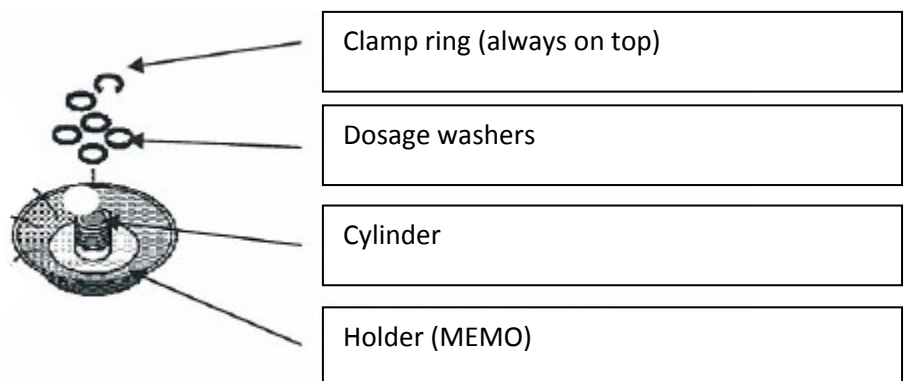 Clamp ring (always on top)
Dosage washers
Cylinder
Holder (MEMO)